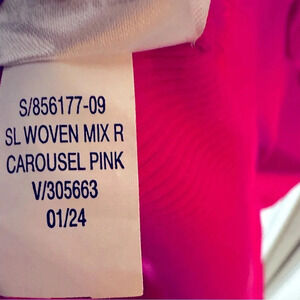 S/856177-09
SL WOVEN MIX R
CAROUSEL PINK
V/305663
01/24